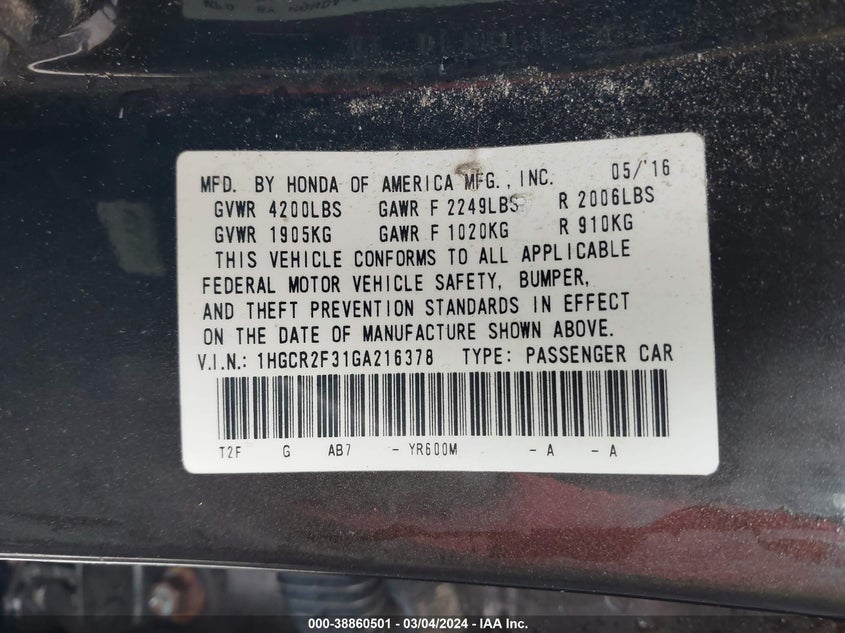 MFD. BY HONDA OF AMERICA MFG., INC. 05/'16
GVWR 4200LBS GAWR F 2249LBS R 2006LBS
GVWR 1905KG GAWR F 1020KG R 910KG
THIS VEHICLE CONFORMS TO ALL APPLICABLE
FEDERAL MOTOR VEHICLE SAFETY, BUMPER,
AND THEFT PREVENTION STANDARDS IN EFFECT
ON THE DATE OF MANUFACTURE SHOWN ABOVE.
V.I.N.: 1HGCR2F31GA216378 TYPE: PASSENGER CAR
T2F G AB7 - YR600M - A - A
000-38860501 — 03/04/2024 — IAA Inc.